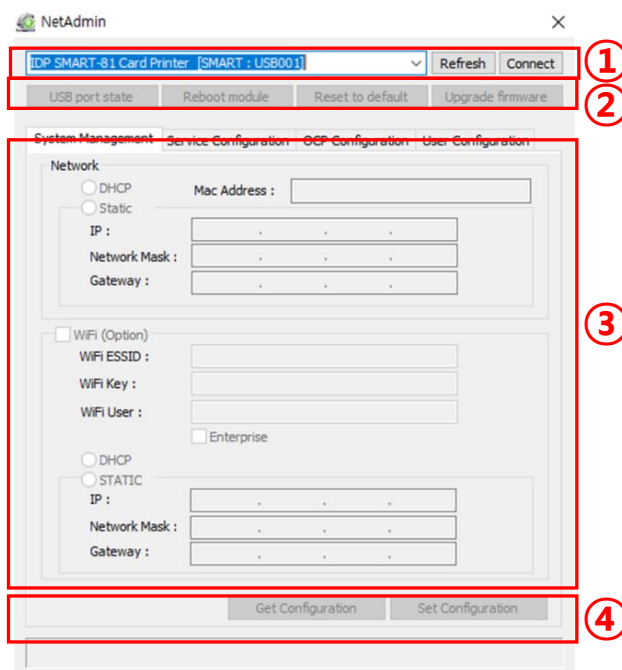 NetAdmin
IDP SMART-81 Card Printer [SMART : USB001] Refresh Connect ①
USB port state Reboot module Reset to default Upgrade firmware ②
System Management Service Configuration OCP Configuration User Configuration
Network
DHCP Mac Address :
Static
IP : . . .
Network Mask : . . .
Gateway : . . .
③
WiFi (Option)
WiFi ESSID :
WiFi Key :
WiFi User :
Enterprise
DHCP
STATIC
IP : . . .
Network Mask : . . .
Gateway : . . .
Get Configuration Set Configuration ④